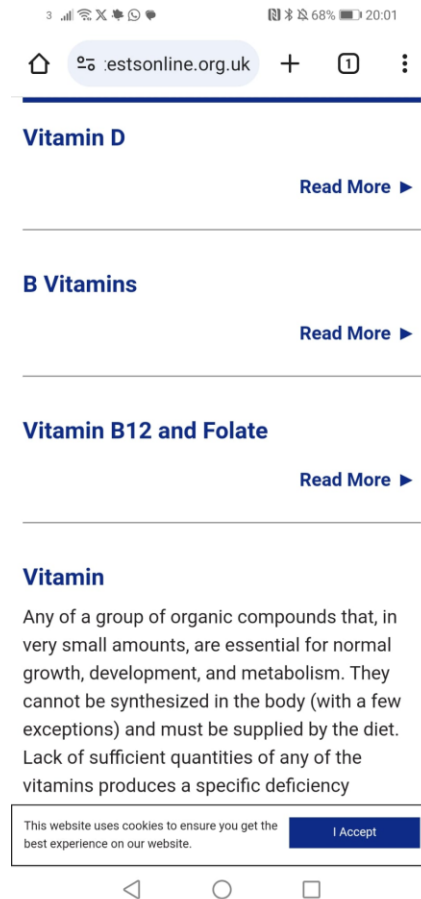 3 68% 20:01
:estsonline.org.uk 1
Vitamin D
Read More ►
B Vitamins
Read More ►
Vitamin B12 and Folate
Read More ►
Vitamin
Any of a group of organic compounds that, in
very small amounts, are essential for normal
growth, development, and metabolism. They
cannot be synthesized in the body (with a few
exceptions) and must be supplied by the diet.
Lack of sufficient quantities of any of the
vitamins produces a specific deficiency
This website uses cookies to ensure you get the
best experience on our website.
I Accept